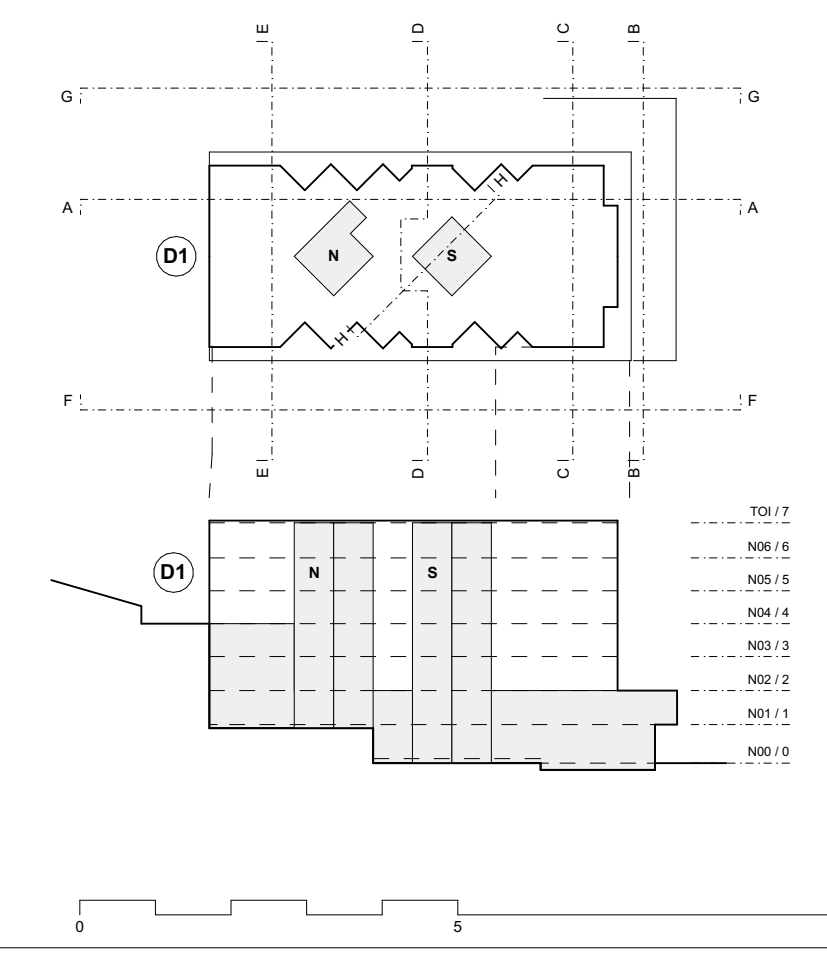 E D C B
G G
H
A A
D1 N S
H
F F
E D C B
TOI / 7
N06 / 6
D1 N S
N05 / 5
N04 / 4
N03 / 3
N02 / 2
N01 / 1
N00 / 0
0 5